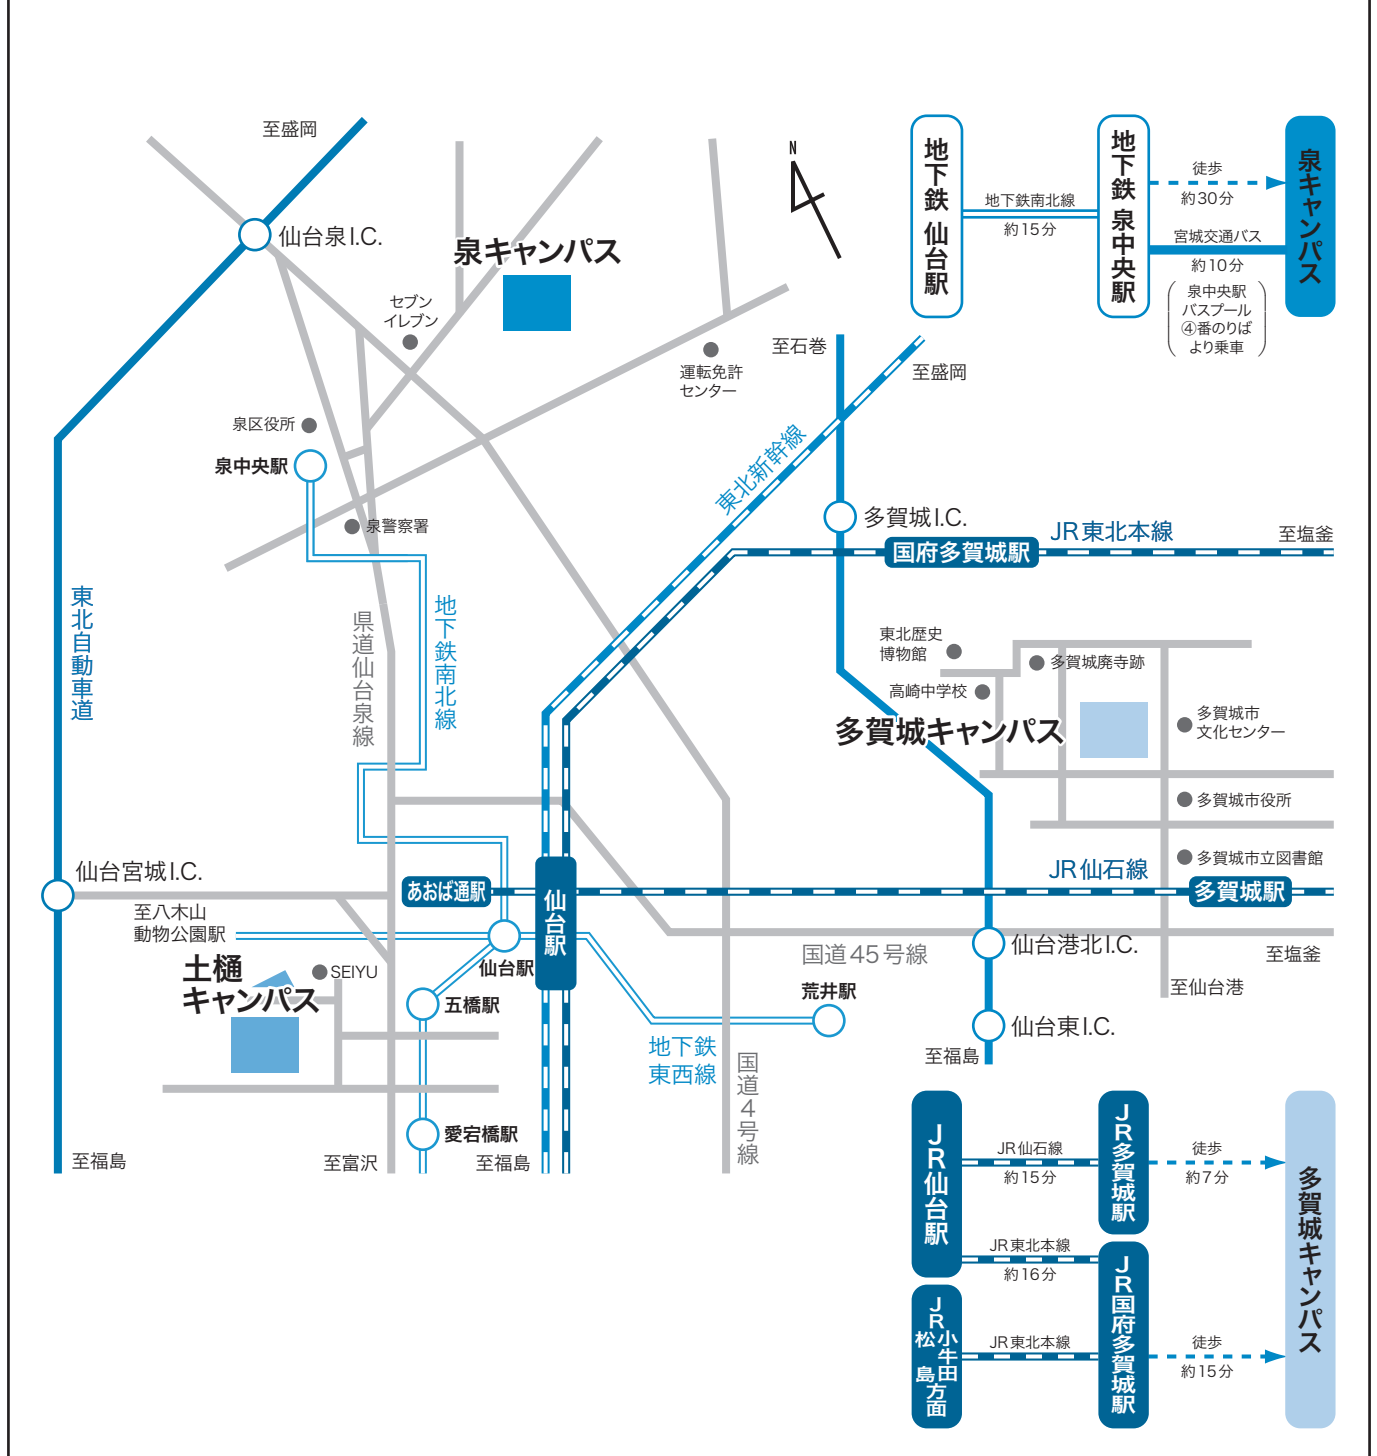 至盛岡
仙台泉I.C.
泉キャンパス
セブン
イレブン
運転免許
センター
泉区役所
泉中央駅
泉警察署
N
地下鉄 仙台駅
地下鉄南北線
約15分
地下鉄 泉中央駅
徒歩
約30分
宮城交通バス
約10分
泉中央駅
バスプール
④番のりば
より乗車
泉キャンパス
至石巻
至盛岡
東北新幹線
多賀城I.C.
国府多賀城駅
JR東北本線
至塩釜
東北自動車道
県道仙台泉線
地下鉄南北線
東北歴史
博物館
多賀城廃寺跡
高崎中学校
多賀城キャンパス
多賀城市
文化センター
多賀城市役所
多賀城市立図書館
仙台宮城I.C.
あおば通駅
仙台駅
JR仙石線
多賀城駅
至八木山
動物公園駅
仙台駅
国道45号線
仙台港北I.C.
至塩釜
土樋
キャンパス
SEIYU
五橋駅
荒井駅
至仙台港
仙台東I.C.
地下鉄
東西線
国道4号線
至福島
愛宕橋駅
至福島
至富沢
至福島
JR仙台駅
JR仙石線
約15分
JR多賀城駅
徒歩
約7分
JR東北本線
約16分
JR国府多賀城駅
JR小牛田
松島方面
JR東北本線
徒歩
約15分
多賀城キャンパス